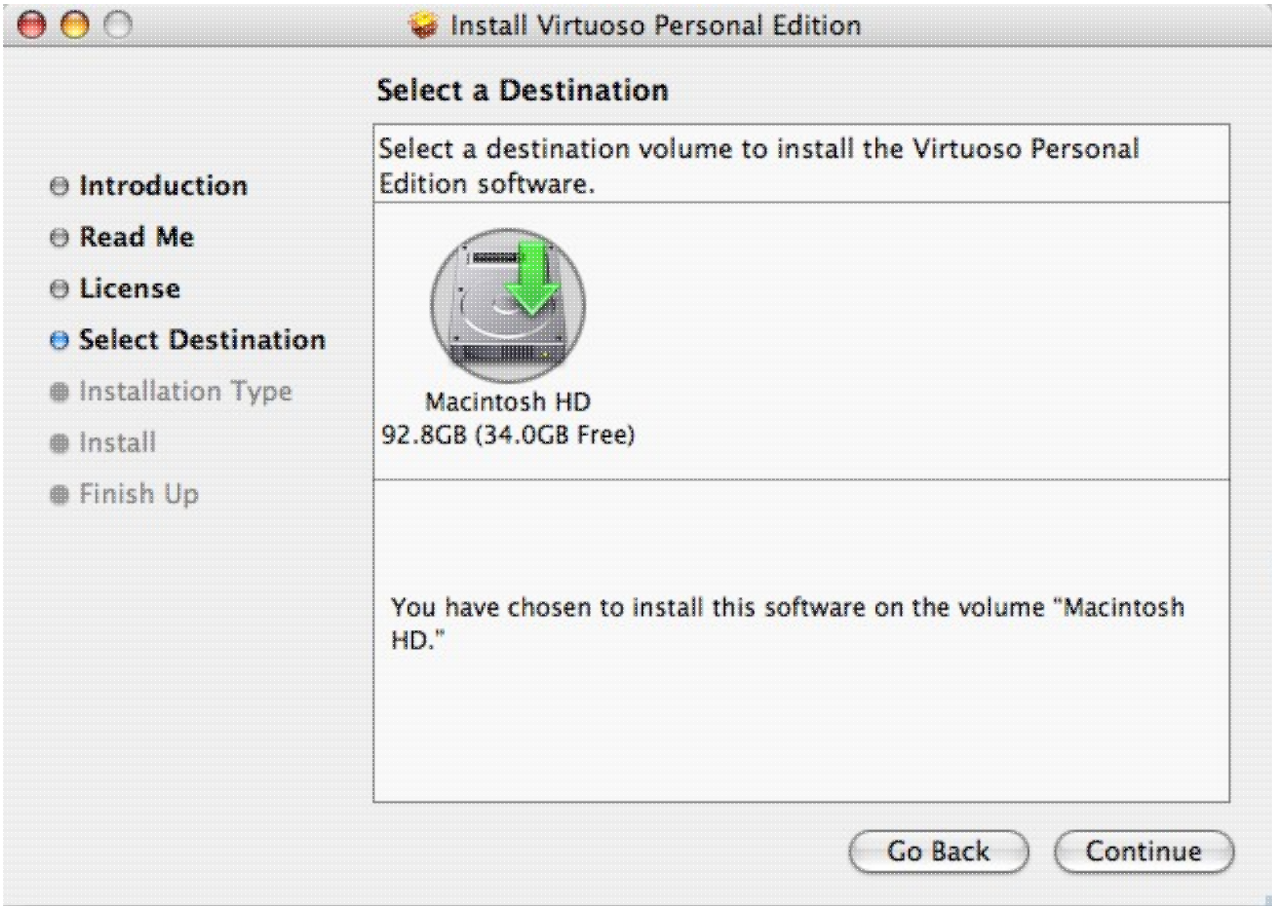 Install Virtuoso Personal Edition
Select a Destination
Introduction
Read Me
License
Select Destination
Installation Type
Install
Finish Up
Select a destination volume to install the Virtuoso Personal
Edition software.
Macintosh HD
92.8GB (34.0GB Free)
You have chosen to install this software on the volume "Macintosh
HD."
Go Back
Continue